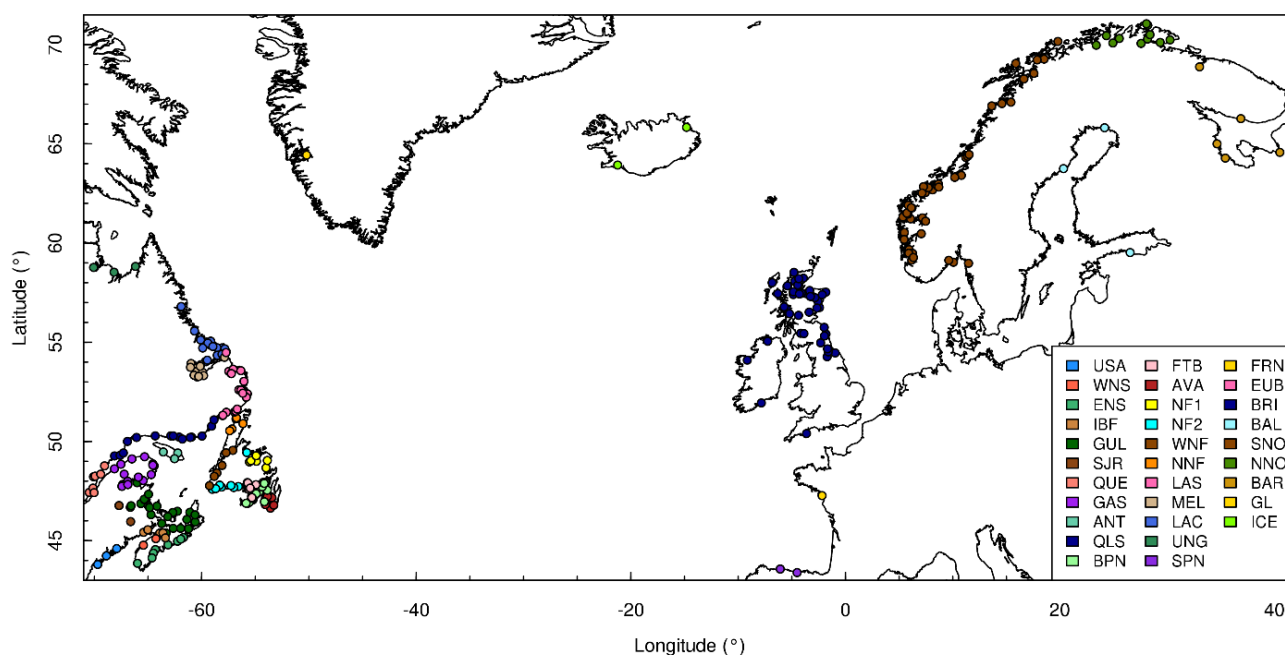 70
65
60
55
50
45
Latitude (°)
-60
-50
-40
-20
0
20
40
Longitude (°)
USA FTB FRN
WNS AVA EUB
ENS NF1 BRI
IBF NF2 BAL
GUL WNF SNO
SJR NNF NNO
QUE LAS BAR
GAS MEL GL
ANT LAC ICE
QLS UNG
BPN SPN